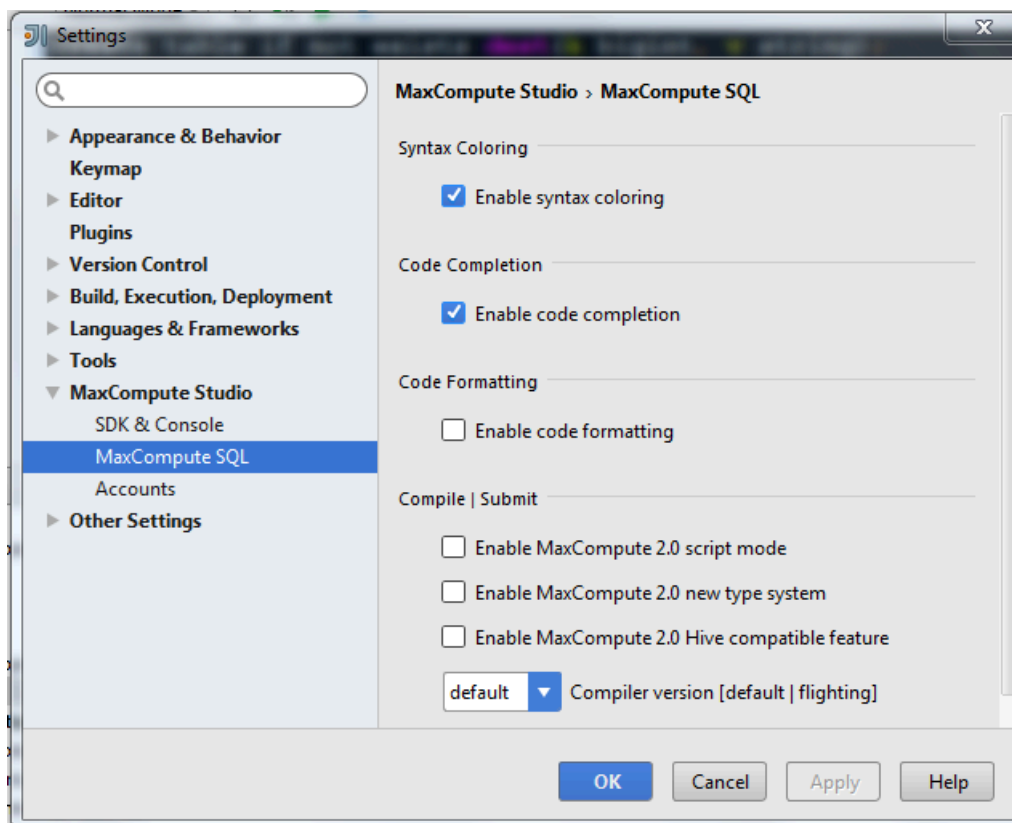 Settings
MaxCompute Studio › MaxCompute SQL
Appearance & Behavior
Keymap
Editor
Plugins
Version Control
Build, Execution, Deployment
Languages & Frameworks
Tools
MaxCompute Studio
SDK & Console
MaxCompute SQL
Accounts
Other Settings
Syntax Coloring
Enable syntax coloring
Code Completion
Enable code completion
Code Formatting
Enable code formatting
Compile | Submit
Enable MaxCompute 2.0 script mode
Enable MaxCompute 2.0 new type system
Enable MaxCompute 2.0 Hive compatible feature
default Compiler version [default | flighting]
OK Cancel Apply Help